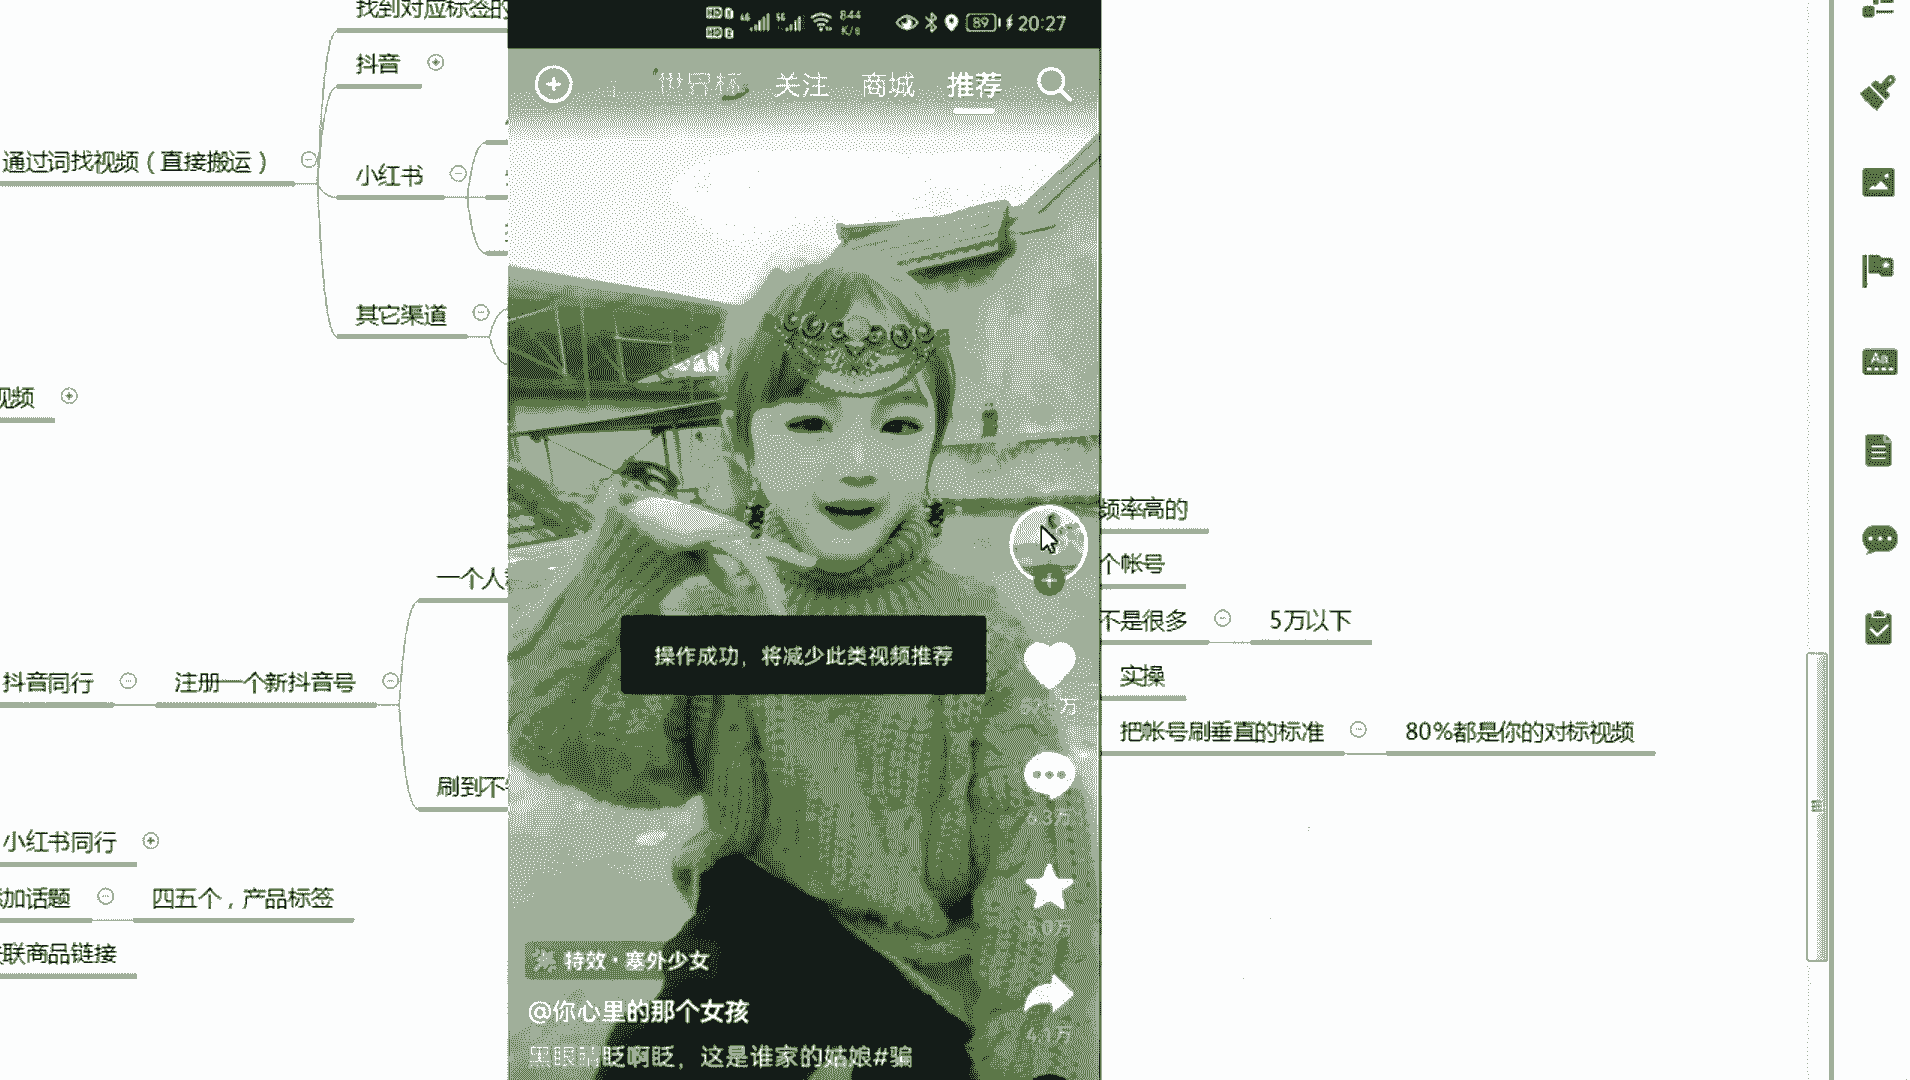 找到对应标签的
抖音
通过词找视频（直接搬运）
小红书
其它渠道
视频
一个人
抖音同行
注册一个新抖音号
刷到不
小红书同行
加话题
四五个，产品标签
联商品链接
844
K/s
89
20:27
世界杯
关注
商城
推荐
操作成功，将减少此类视频推荐
万
6.3万
5.0万
4.1万
特效·塞外少女
@你心里的那个女孩
黑眼睛眨啊眨，这是谁家的姑娘#骗
频率高的
个帐号
不是很多
5万以下
实操
把帐号刷垂直的标准
80%都是你的对标视频
Aa